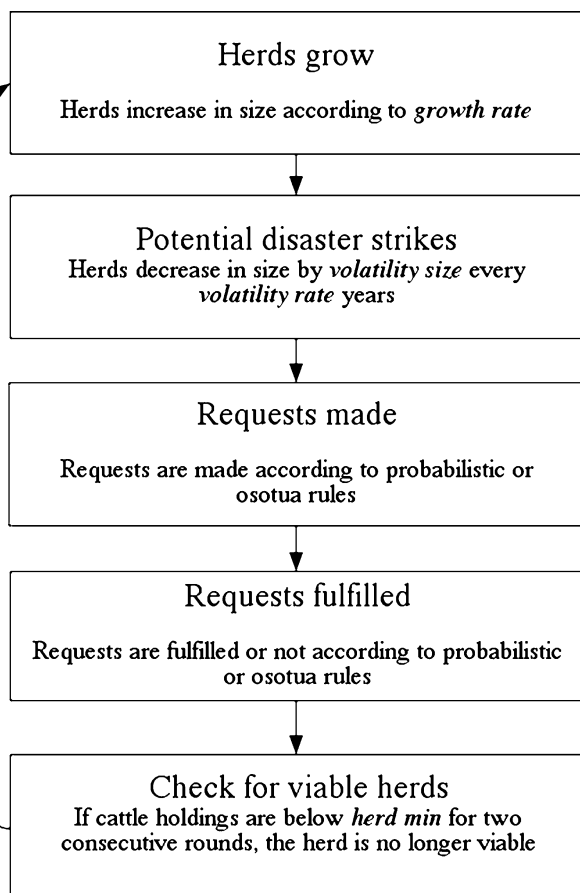 Herds grow
Herds increase in size according to growth rate
Potential disaster strikes
Herds decrease in size by volatility size every
volatility rate years
Requests made
Requests are made according to probabilistic or
osotua rules
Requests fulfilled
Requests are fulfilled or not according to probabilistic
or osotua rules
Check for viable herds
If cattle holdings are below herd min for two
consecutive rounds, the herd is no longer viable